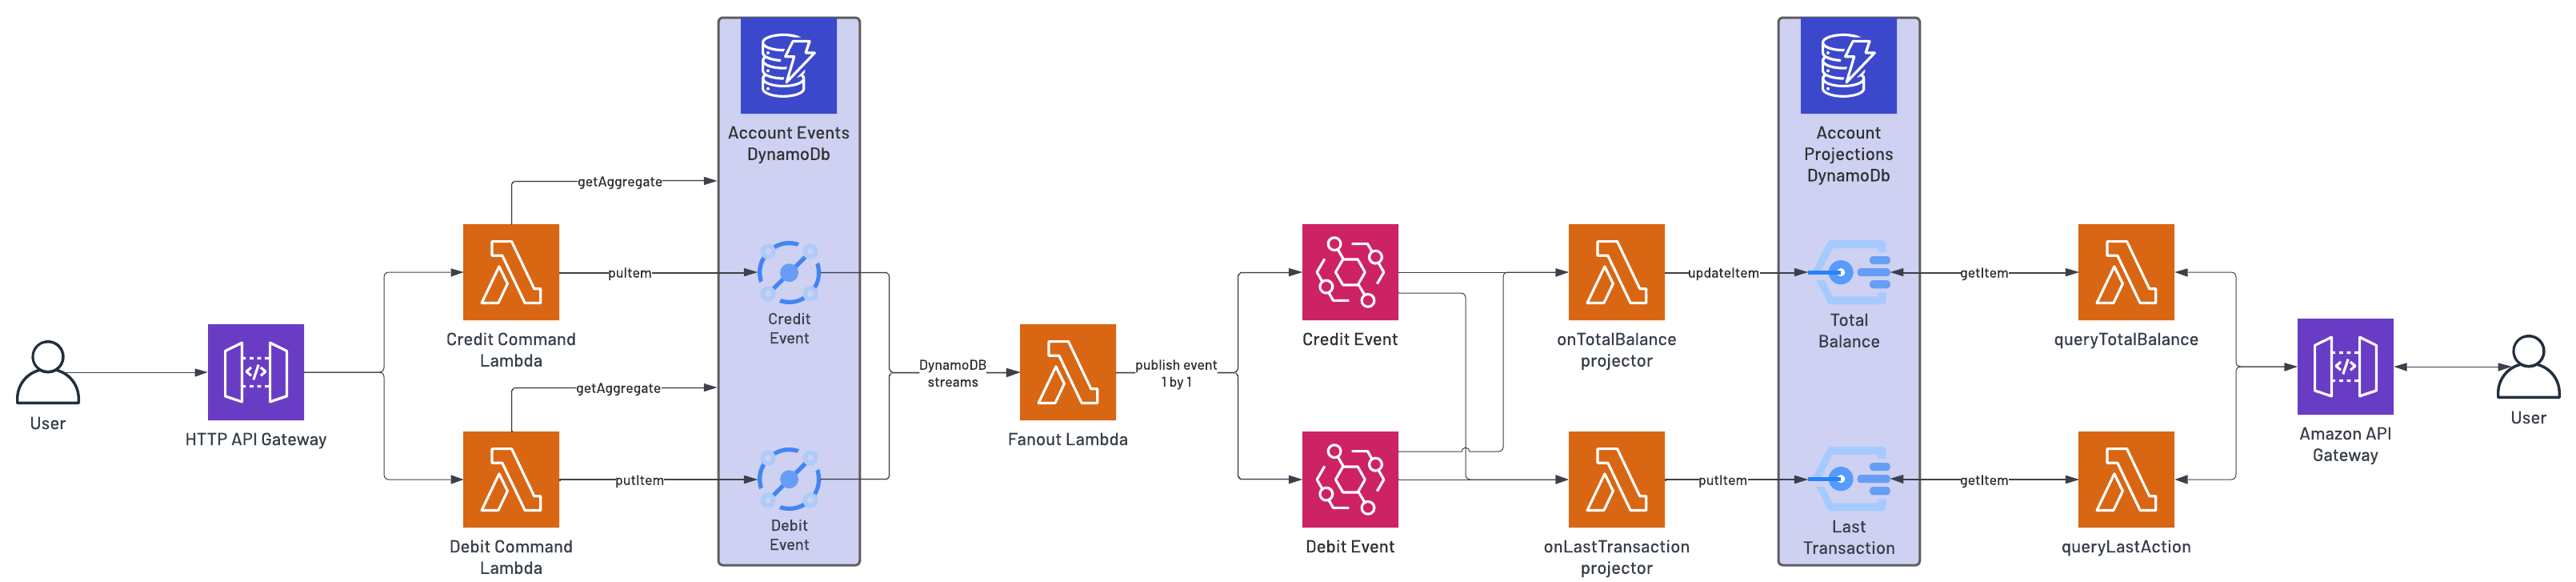 User
HTTP API Gateway
getAggregate
puItem
Credit Command
Lambda
getAggregate
putItem
Debit Command
Lambda
Account Events
DynamoDb
Credit
Event
Debit
Event
DynamoDB
streams
Fanout Lambda
publish event
1 by 1
Credit Event
Debit Event
onTotalBalance
projector
onLastTransaction
projector
updateItem
putItem
Account
Projections
DynamoDb
Total
Balance
Last
Transaction
getItem
getItem
queryTotalBalance
queryLastAction
Amazon API
Gateway
User